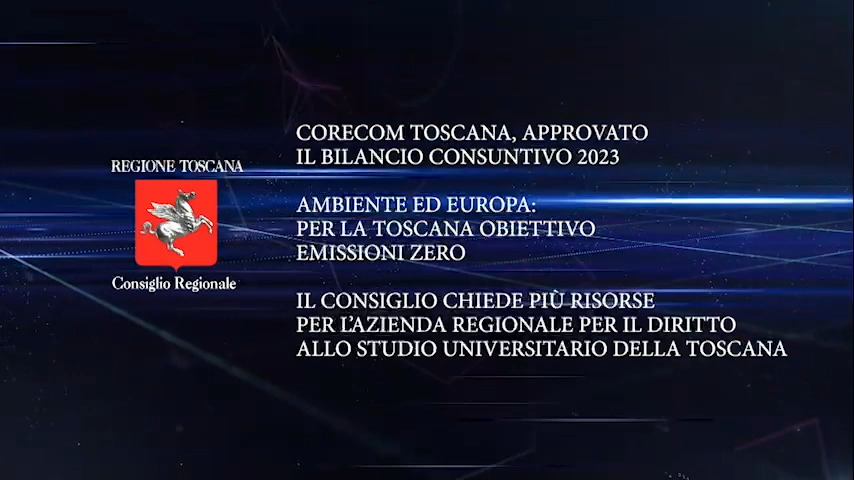 REGIONE TOSCANA
Consiglio Regionale
CORECOM TOSCANA, APPROVATO
IL BILANCIO CONSUNTIVO 2023
AMBIENTE ED EUROPA:
PER LA TOSCANA OBIETTIVO
EMISSIONI ZERO
IL CONSIGLIO CHIEDE PIÙ RISORSE
PER L'AZIENDA REGIONALE PER IL DIRITTO
ALLO STUDIO UNIVERSITARIO DELLA TOSCANA